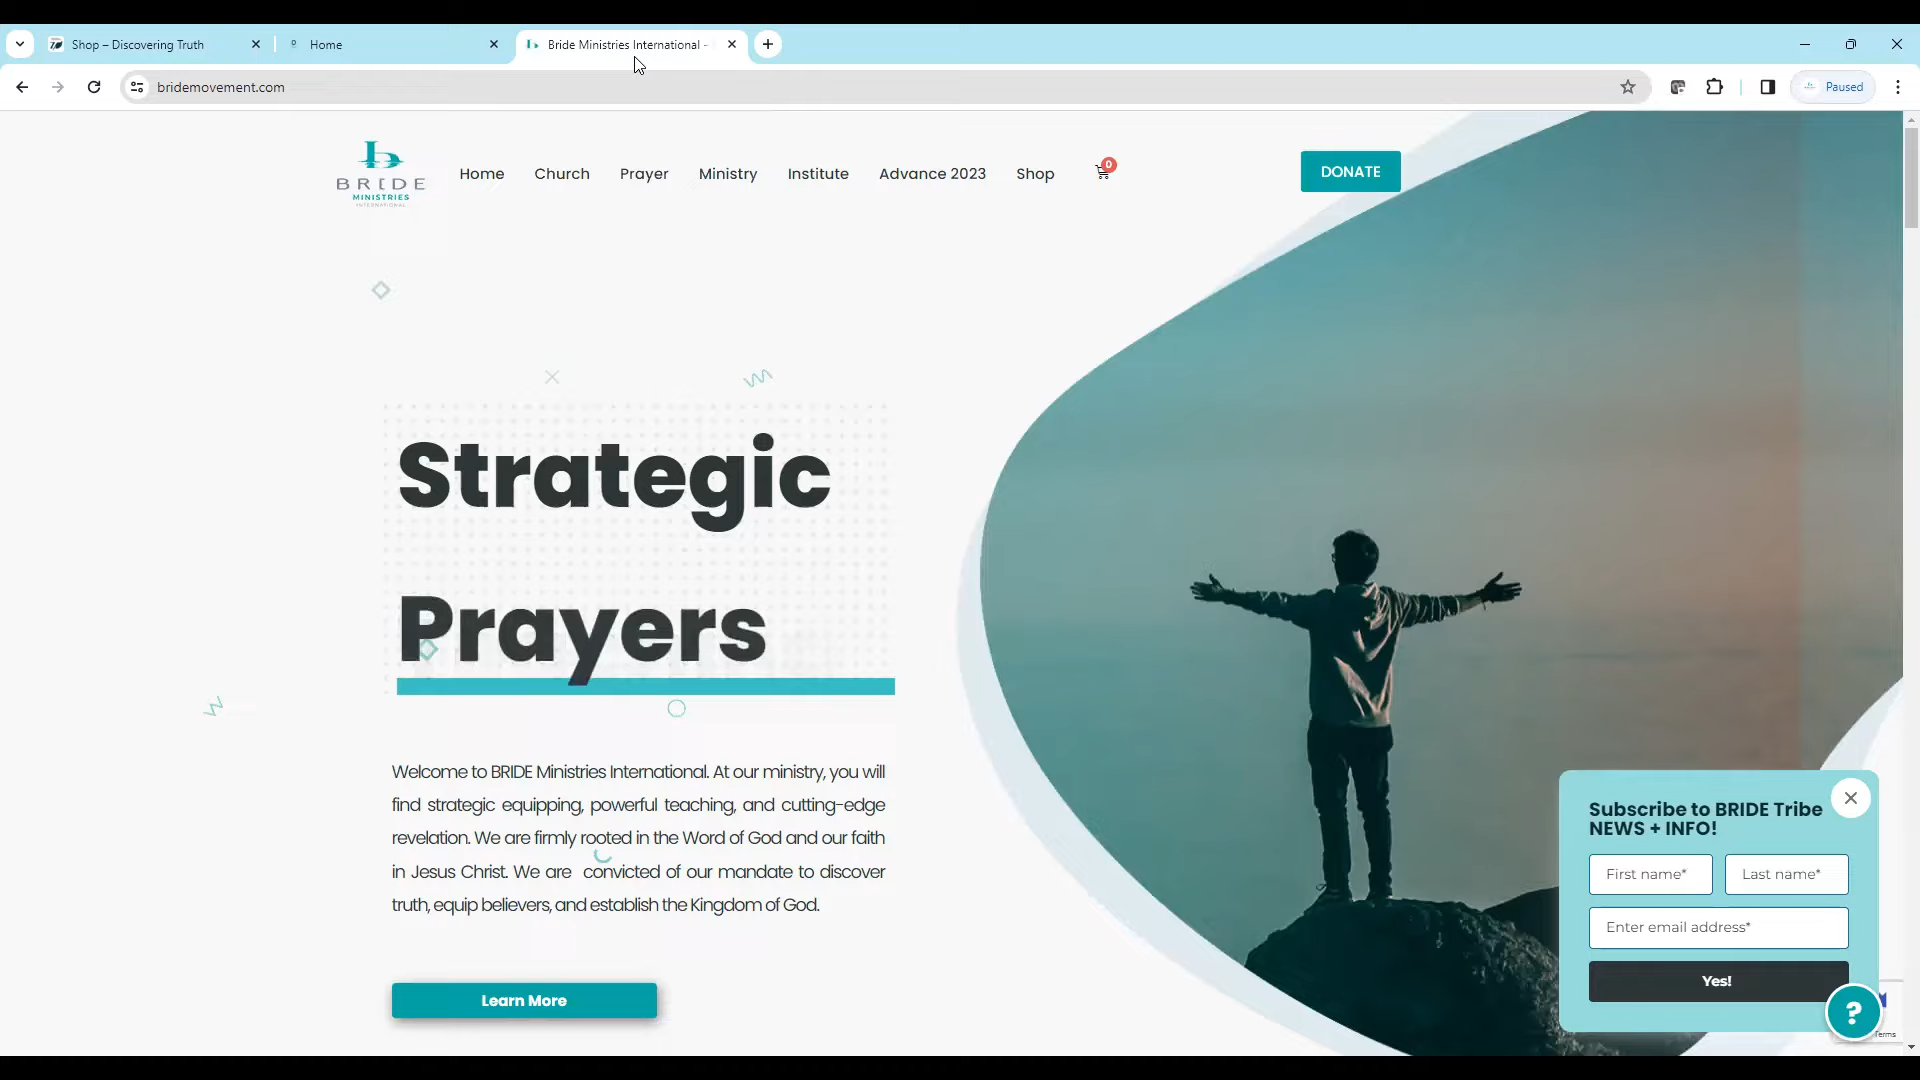 Shop – Discovering Truth
Home
Bride Ministries International -
bridemovement.com
Paused
BRIDE
MINISTRIES
INTERNATIONAL
Home
Church
Prayer
Ministry
Institute
Advance 2023
Shop
0
DONATE
Strategic
Prayers
Welcome to BRIDE Ministries International. At our ministry, you will
find strategic equipping, powerful teaching, and cutting-edge
revelation. We are firmly rooted in the Word of God and our faith
in Jesus Christ. We are convicted of our mandate to discover
truth, equip believers, and establish the Kingdom of God.
Learn More
Subscribe to BRIDE Tribe
NEWS + INFO!
First name*
Last name*
Enter email address*
Yes!
?
Terms